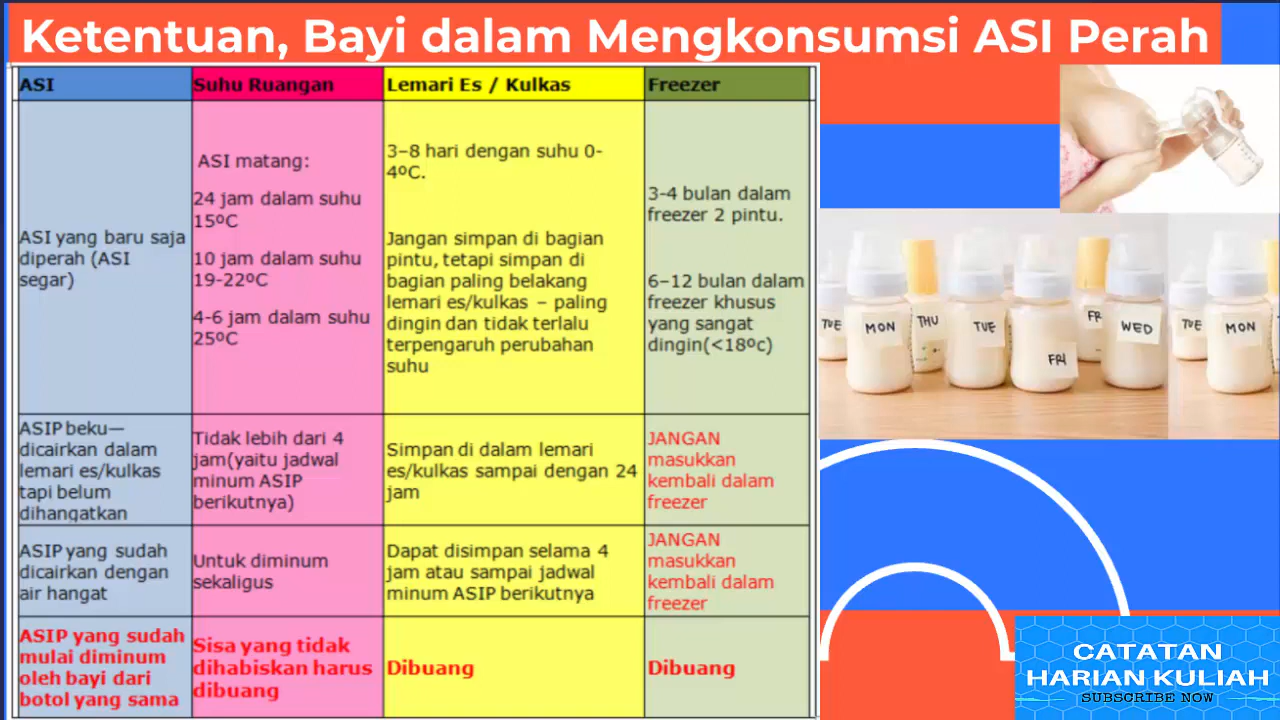 Ketentuan, Bayi dalam Mengkonsumsi ASI Perah
ASI
Suhu Ruangan
Lemari Es / Kulkas
Freezer
ASI yang baru saja
diperah (ASI
segar)
ASI matang:
24 jam dalam suhu
15ºC
10 jam dalam suhu
19-22ºC
4-6 jam dalam suhu
25ºC
3–8 hari dengan suhu 0-
4ºC.
Jangan simpan di bagian
pintu, tetapi simpan di
bagian paling belakang
lemari es/kulkas – paling
dingin dan tidak terlalu
terpengaruh perubahan
suhu
3-4 bulan dalam
freezer 2 pintu.
6–12 bulan dalam
freezer khusus
yang sangat
dingin(<18ºc)
ASIP beku—
dicairkan dalam
lemari es/kulkas
tapi belum
dihangatkan
Tidak lebih dari 4
jam(yaitu jadwal
minum ASIP
berikutnya)
Simpan di dalam lemari
es/kulkas sampai dengan 24
jam
JANGAN
masukkan
kembali dalam
freezer
ASIP yang sudah
dicairkan dengan
air hangat
Untuk diminum
sekaligus
Dapat disimpan selama 4
jam atau sampai jadwal
minum ASIP berikutnya
JANGAN
masukkan
kembali dalam
freezer
ASIP yang sudah
mulai diminum
oleh bayi dari
botol yang sama
Sisa yang tidak
dihabiskan harus
dibuang
Dibuang
Dibuang
TUE
MON
THU
TUE
FRI
FR
WED
TUE
MON
CATATAN
HARIAN KULIAH
SUBSCRIBE NOW